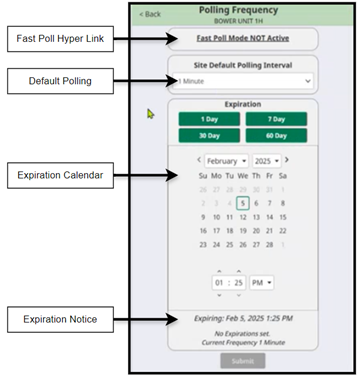 < Back
Polling Frequency
BOWER UNIT 1H
Fast Poll Hyper Link
Fast Poll Mode NOT Active
Site Default Polling Interval
Default Polling
1 Minute
Expiration
1 Day 7 Day
30 Day 60 Day
Expiration Calendar
< February 2025 >
Su Mo Tu We Th Fr Sa
26 27 28 29 30 31 1
2 3 4 5 6 7 8
9 10 11 12 13 14 15
16 17 18 19 20 21 22
23 24 25 26 27 28 1
01 : 25 PM
Expiration Notice
Expiring: Feb 5, 2025 1:25 PM
No Expirations set.
Current Frequency 1 Minute
Submit